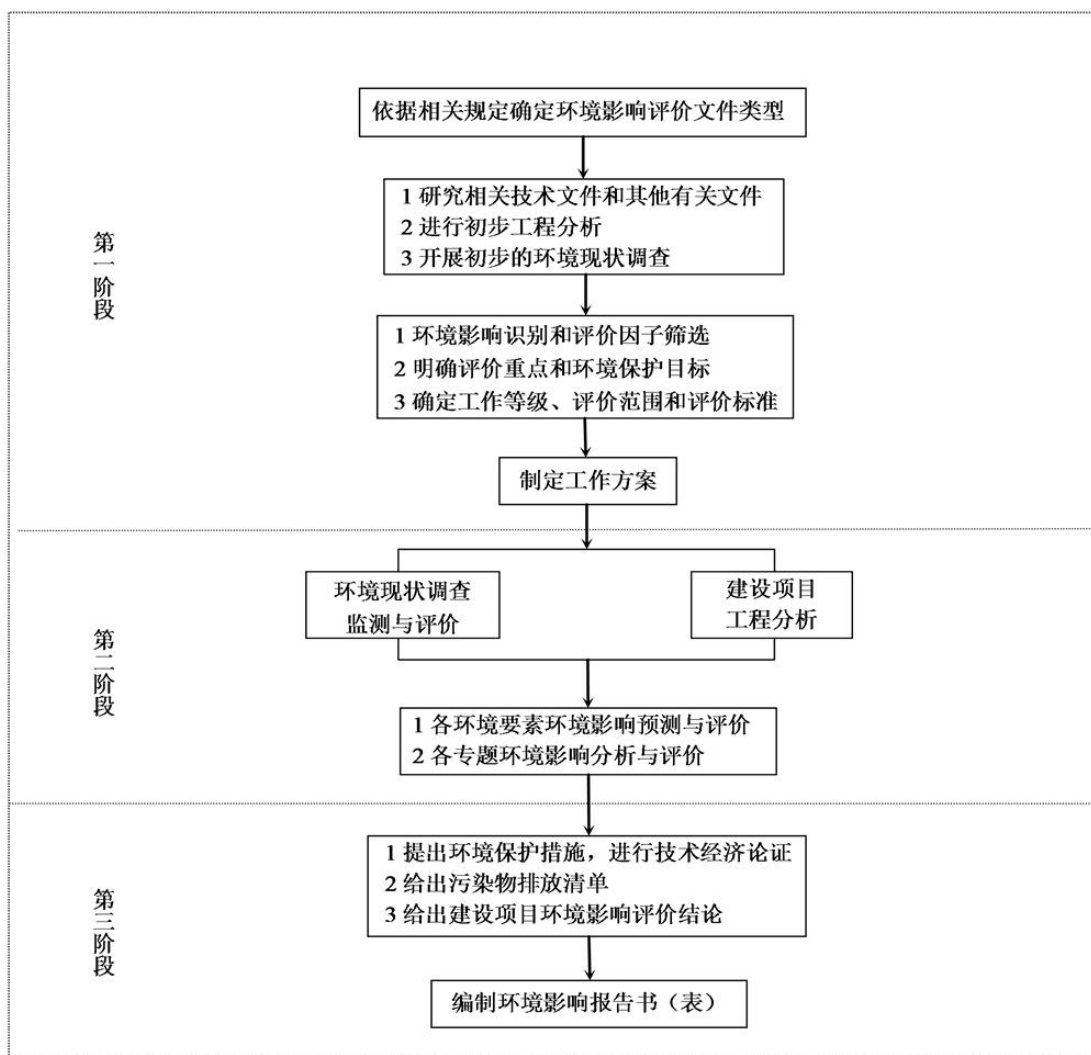 依据相关规定确定环境影响评价文件类型
1 研究相关技术文件和其他有关文件
2 进行初步工程分析
3 开展初步的环境现状调查
第一阶段
1 环境影响识别和评价因子筛选
2 明确评价重点和环境保护目标
3 确定工作等级、评价范围和评价标准
制定工作方案
环境现状调查
监测与评价
建设项目
工程分析
第二阶段
1 各环境要素环境影响预测与评价
2 各专题环境影响分析与评价
1 提出环境保护措施，进行技术经济论证
2 给出污染物排放清单
3 给出建设项目环境影响评价结论
第三阶段
编制环境影响报告书（表）